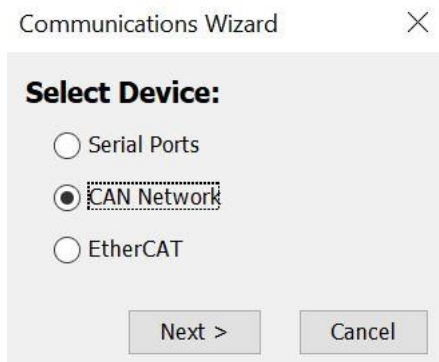 Communications Wizard
Select Device:
Serial Ports
CAN Network
EtherCAT
Next > Cancel